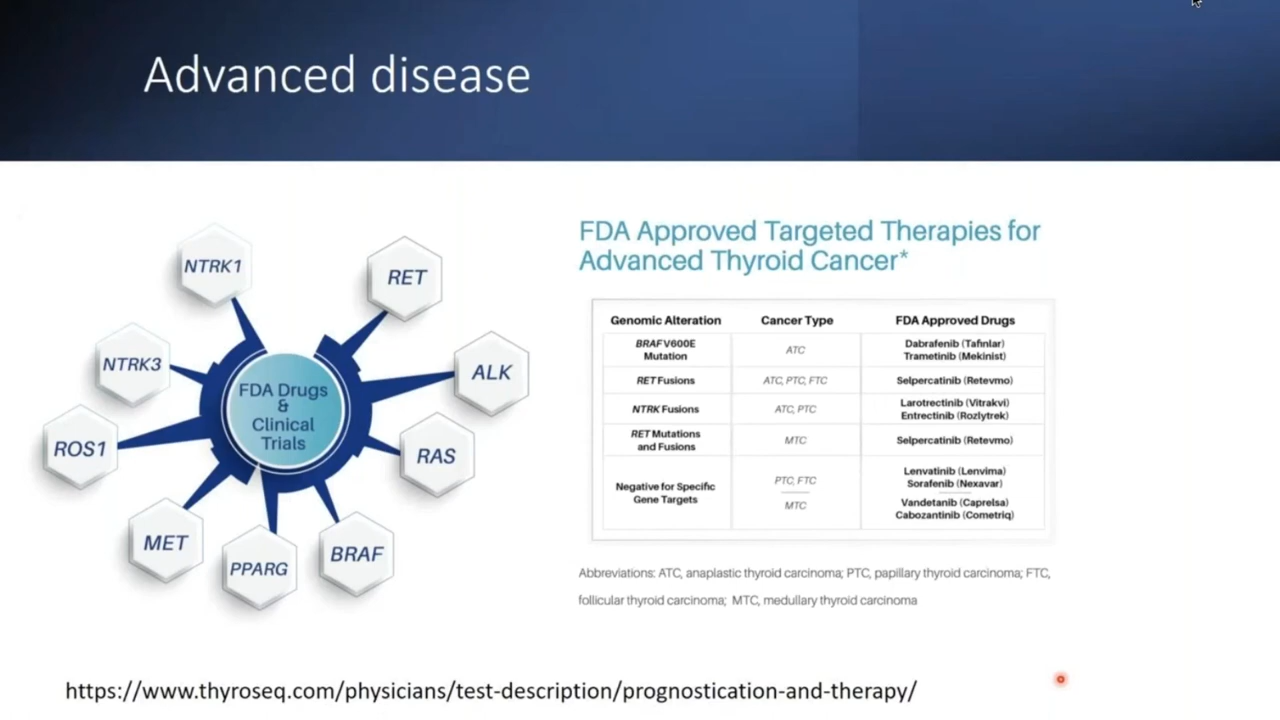 Advanced disease
NTRK1
RET
NTRK3
ALK
FDA Drugs
&
Clinical
Trials
ROS1
RAS
MET
PPARG
BRAF
FDA Approved Targeted Therapies for
Advanced Thyroid Cancer*
Genomic Alteration Cancer Type FDA Approved Drugs
BRAF V600E
Mutation
ATC
Dabrafenib (Tafinlar)
Trametinib (Mekinist)
RET Fusions ATC, PTC, FTC Selpercatinib (Retevmo)
NTRK Fusions
ATC, PTC
Larotrectinib (Vitrakvi)
Entrectinib (Rozlytrek)
RET Mutations
and Fusions
MTC
Selpercatinib (Retevmo)
Negative for Specific
Gene Targets
PTC, FTC
MTC
Lenvatinib (Lenvima)
Sorafenib (Nexavar)
Vandetanib (Caprelsa)
Cabozantinib (Cometriq)
Abbreviations: ATC, anaplastic thyroid carcinoma; PTC, papillary thyroid carcinoma; FTC,
follicular thyroid carcinoma; MTC, medullary thyroid carcinoma
https://www.thyroseq.com/physicians/test-description/prognostication-and-therapy/